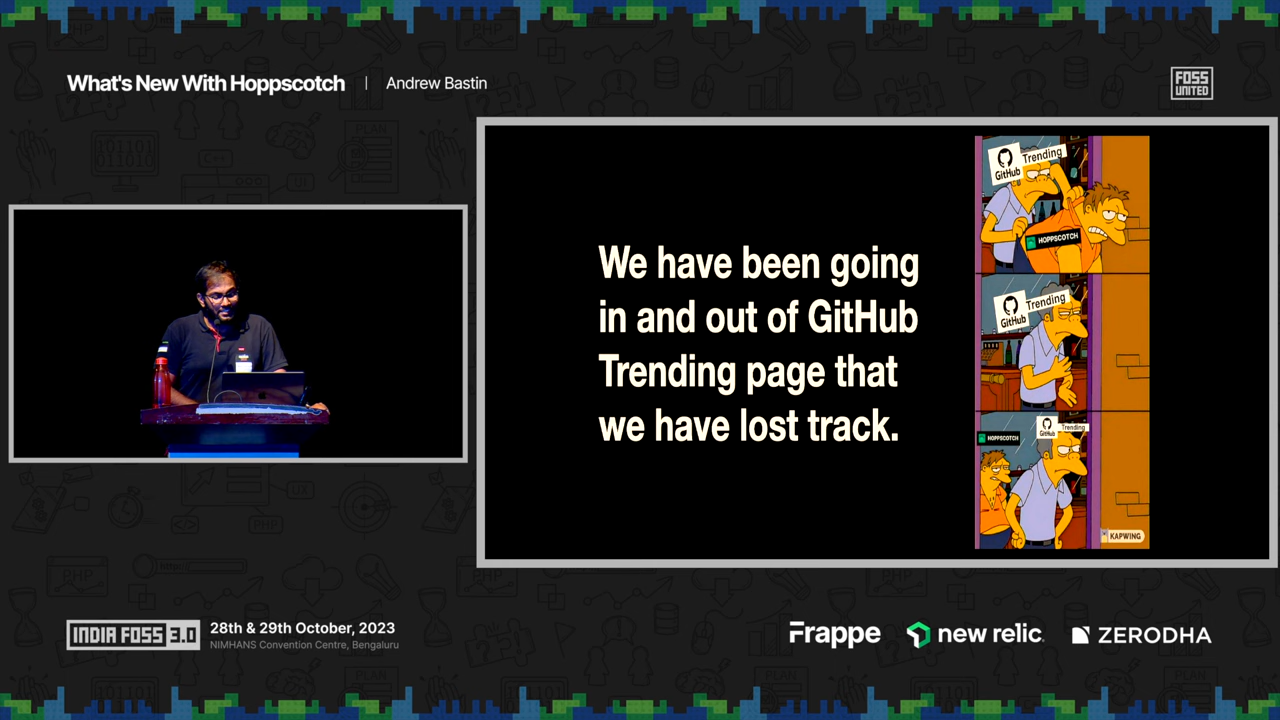 What's New With Hoppscotch | Andrew Bastin
FOSS
UNITED
We have been going
in and out of GitHub
Trending page that
we have lost track.
GitHub
Trending
HOPPSCOTCH
GitHub
Trending
HOPPSCOTCH
GitHub
Trending
KAPWING
INDIA FOSS 3.0
28th & 29th October, 2023
NIMHANS Convention Centre, Bengaluru
Frappe
new relic
ZERODHA